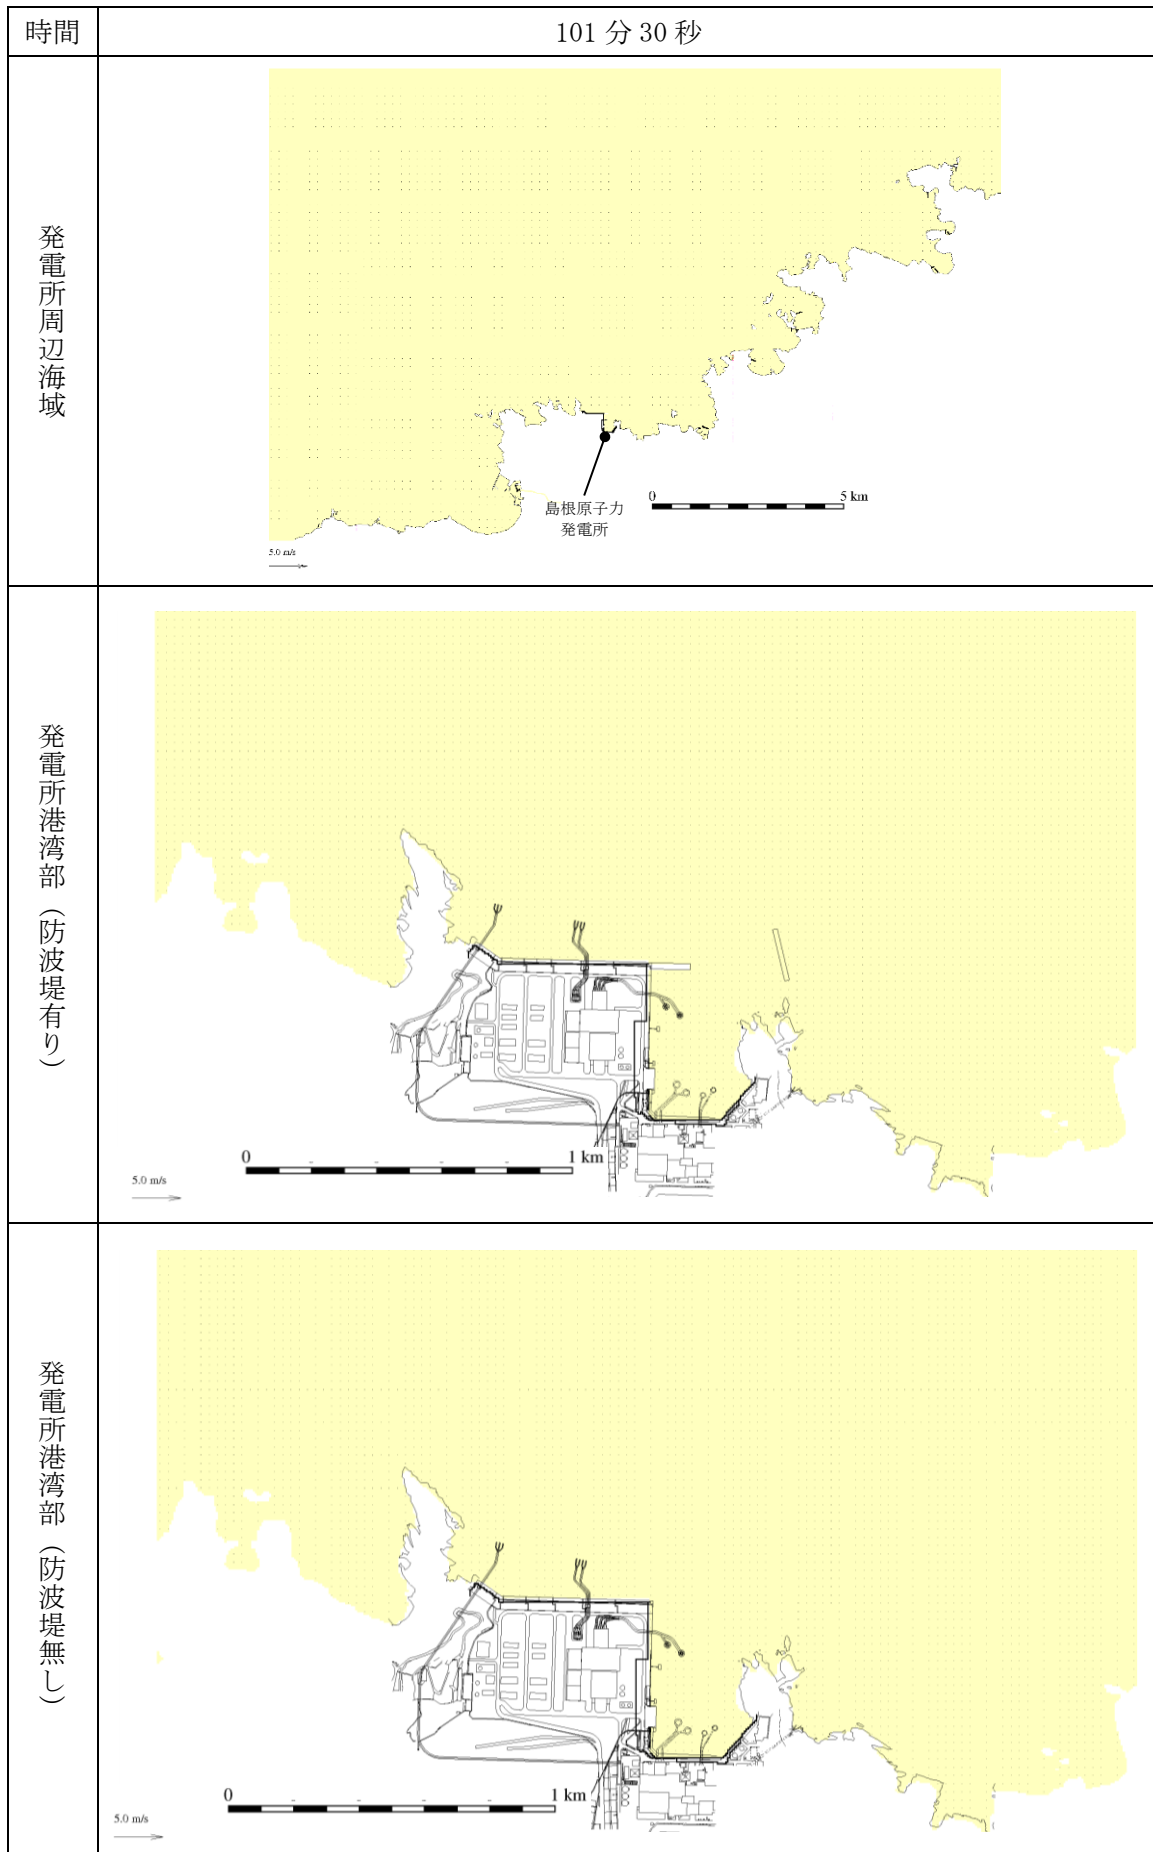 時間
101 分 30 秒
発電所周辺海域
島根原子力
発電所
0
5 km
5.0 m/s
発電所港湾部（防波堤有り）
0
1 km
5.0 m/s
発電所港湾部（防波堤無し）
0
1 km
5.0 m/s